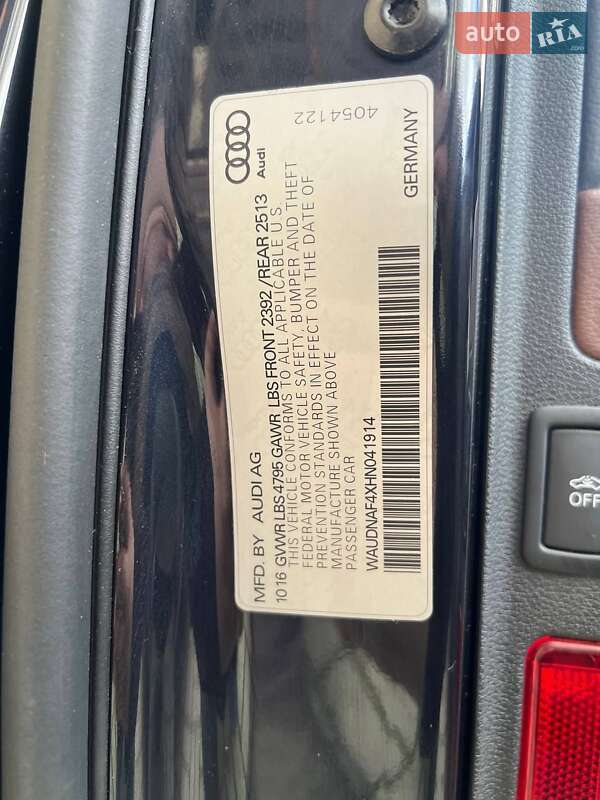 auto RIA
.com
4054122
Audi
GERMANY
MFD. BY AUDI AG
10 16 GVWR LBS 4795 GAWR LBS FRONT 2392 / REAR 2513
THIS VEHICLE CONFORMS TO ALL APPLICABLE U.S.
FEDERAL MOTOR VEHICLE SAFETY, BUMPER AND THEFT
PREVENTION STANDARDS IN EFFECT ON THE DATE OF
MANUFACTURE SHOWN ABOVE
PASSENGER CAR
WAUDNAF4XHN041914
OFF